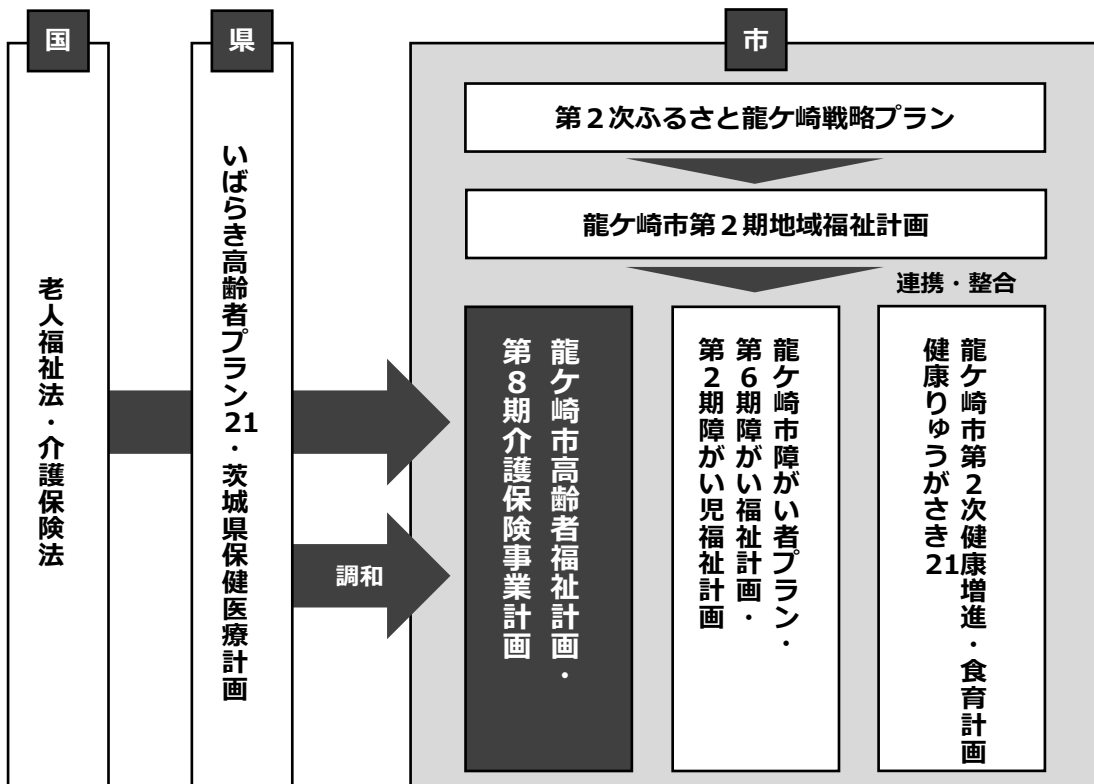 国
老人福祉法・介護保険法
県
いばらき高齢者プラン21・茨城県保健医療計画
市
第２次ふるさと龍ケ崎戦略プラン
龍ケ崎市第２期地域福祉計画
連携・整合
調和
龍ケ崎市高齢者福祉計画・
第８期介護保険事業計画
龍ケ崎市障がい者プラン・
第６期障がい福祉計画・
第２期障がい児福祉計画
龍ケ崎市第２次健康増進・食育計画
健康りゅうがさき21